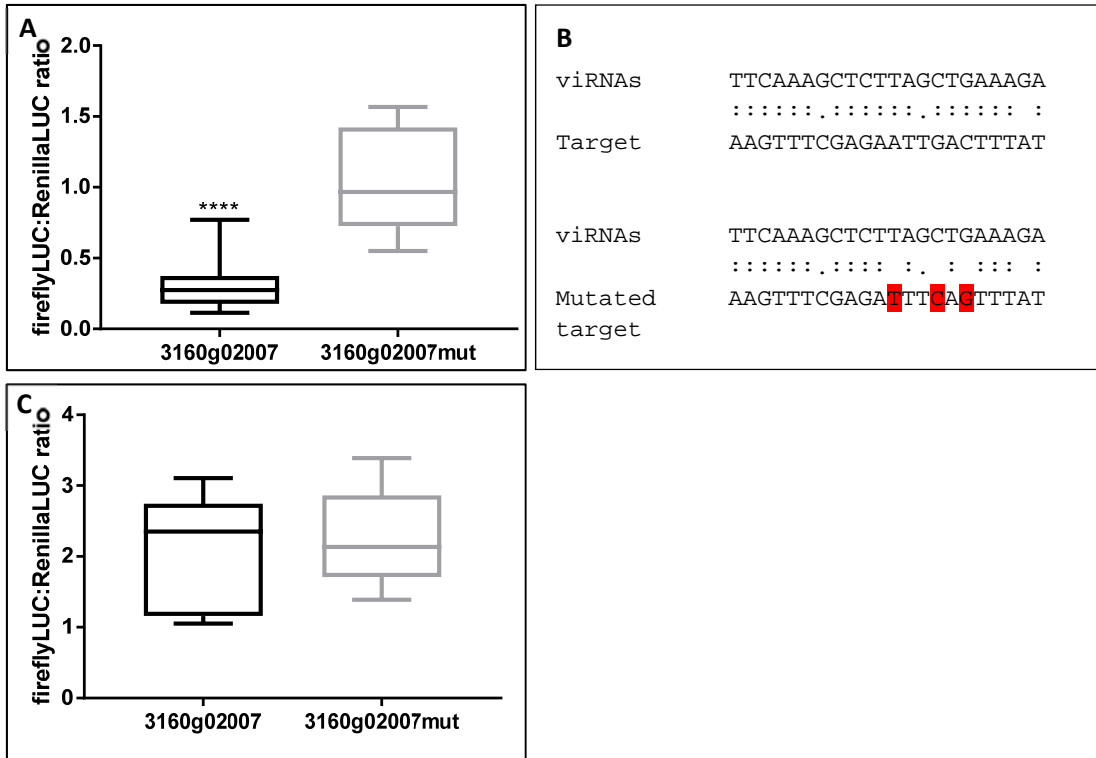 A
fireflyLUC:RenillaLUC ratio
2.0
1.5
1.0
0.5
0.0
****
3160g02007
3160g02007mut
B
viRNAs TTCAAAGCTCTTAGCTGAAAGA
::::::.::::::.:::::: :
Target AAGTTTCGAGAATTGACTTTAT
viRNAs TTCAAAGCTCTTAGCTGAAAGA
::::::.:::: :. : ::: :
Mutated AAGTTTCGAGATTTCAGTTTAT
target
C
fireflyLUC:RenillaLUC ratio
4
3
2
1
0
3160g02007
3160g02007mut